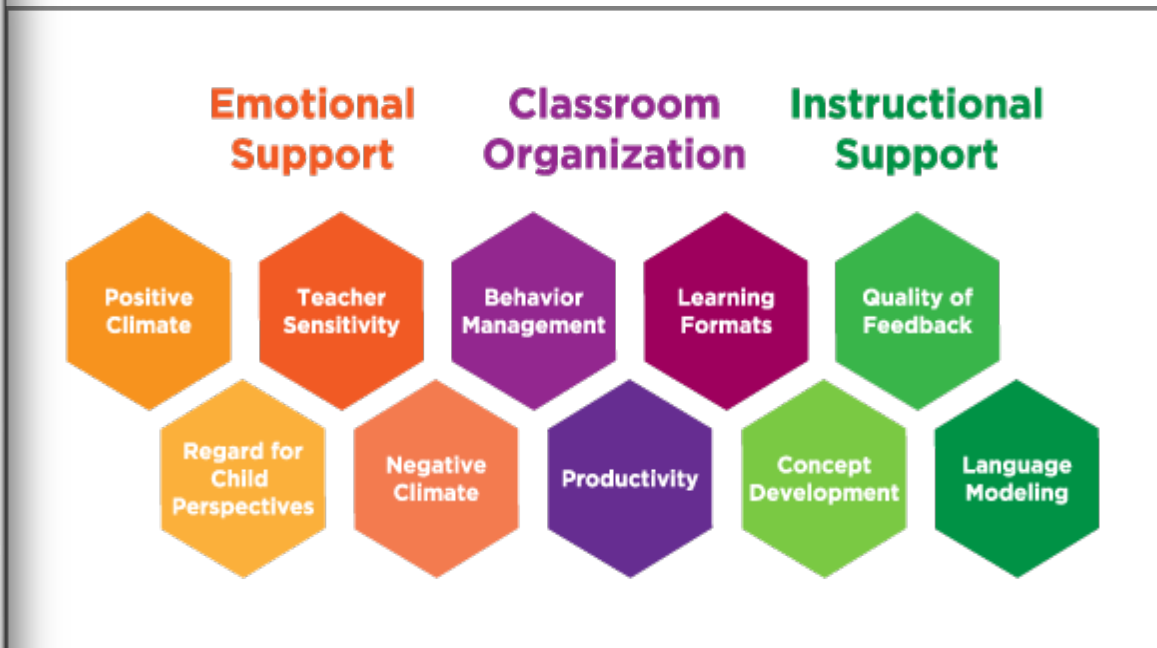 Emotional
Support
Classroom
Organization
Instructional
Support
Positive
Climate
Teacher
Sensitivity
Behavior
Management
Learning
Formats
Quality of
Feedback
Regard for
Child
Perspectives
Negative
Climate
Productivity
Concept
Development
Language
Modeling